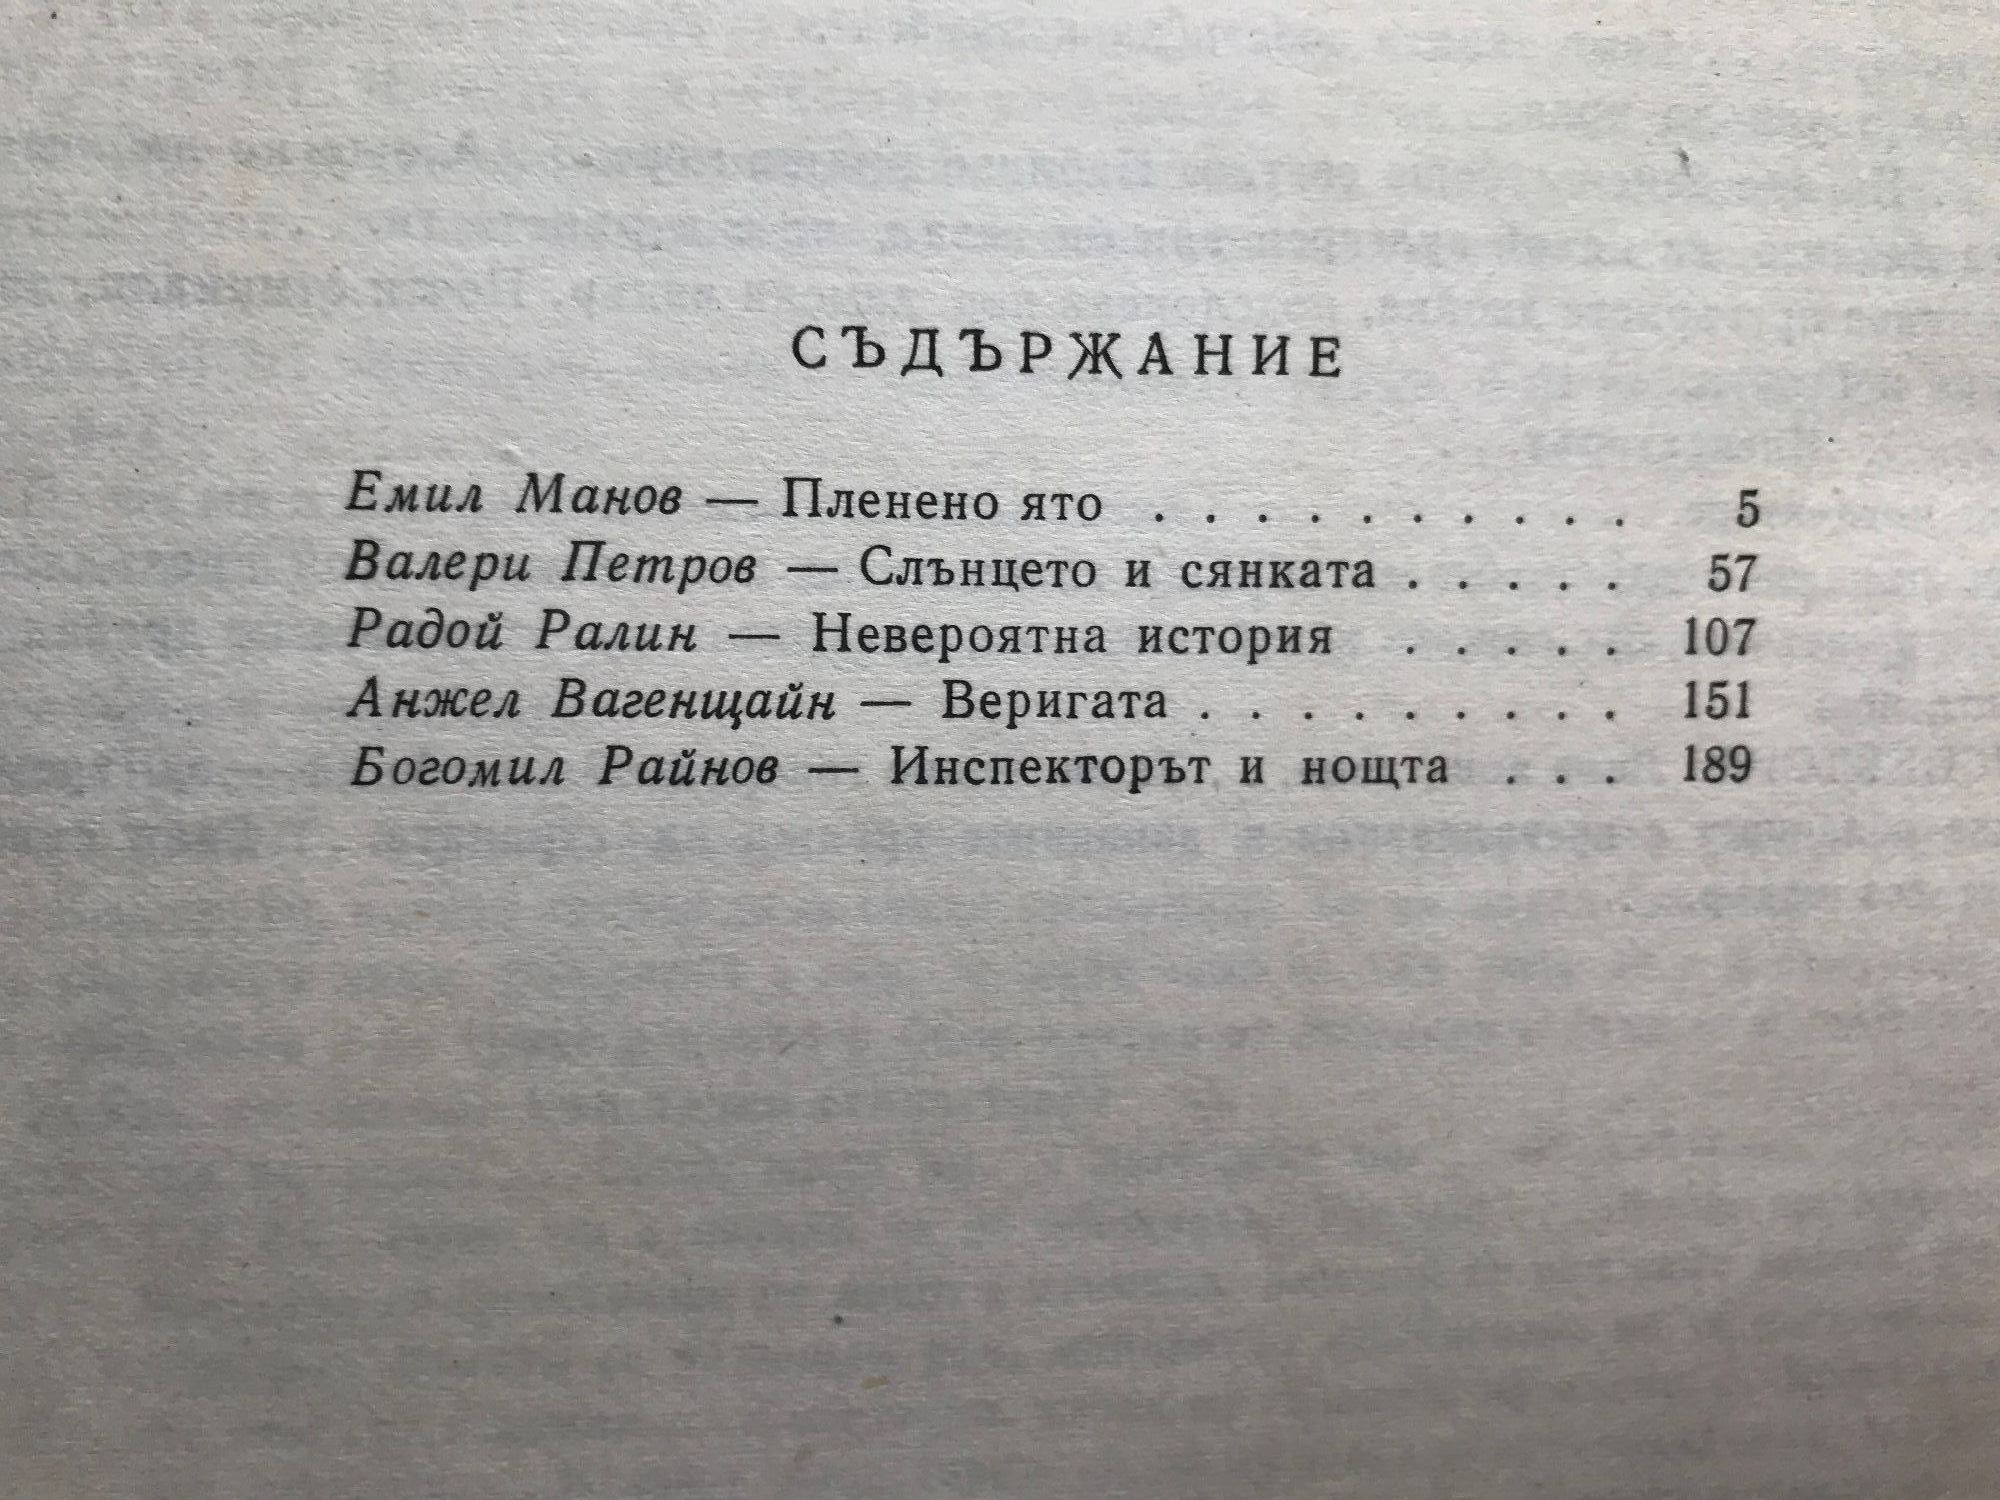 СЪДЪРЖАНИЕ
Емил Манов — Пленено ято . . . . . . . . . . 5
Валери Петров — Слънцето и сянката . . . . . 57
Радой Ралин — Невероятна история . . . . . 107
Анжел Вагенщайн — Веригата . . . . . . . . . 151
Богомил Райнов — Инспекторът и нощта . . . 189